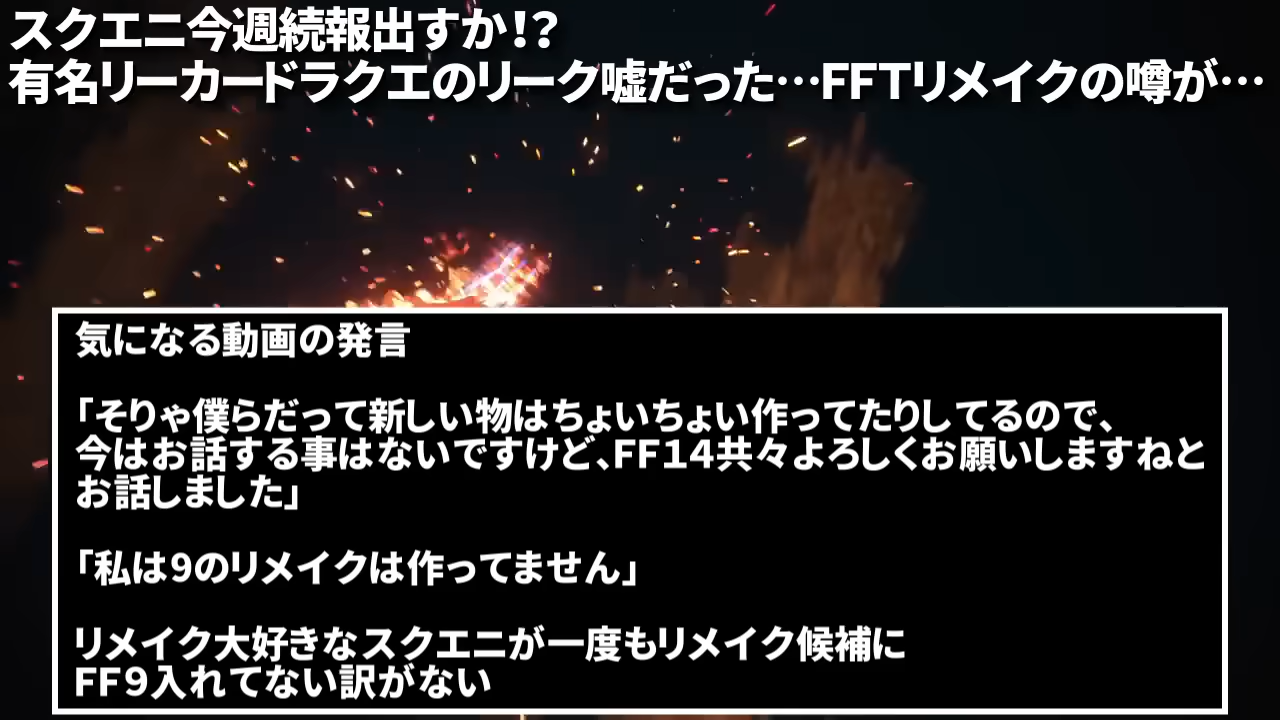 スクエニ今週続報出すか!?
有名リーカードラクエのリーク嘘だった…FFTリメイクの噂が…
気になる動画の発言
「そりゃ僕らだって新しい物はちょいちょい作ってたりしてるので、
今はお話する事はないですけど、FF14共々よろしくお願いしますねと
お話しました」
「私は9のリメイクは作ってません」
リメイク大好きなスクエニが一度もリメイク候補に
FF9入れてない訳がない